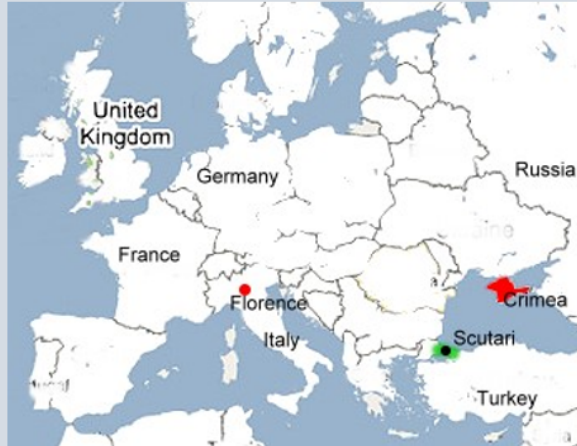 United
Kingdom
Russia
Germany
France
Crimea
Florence
Scutari
Italy
Turkey